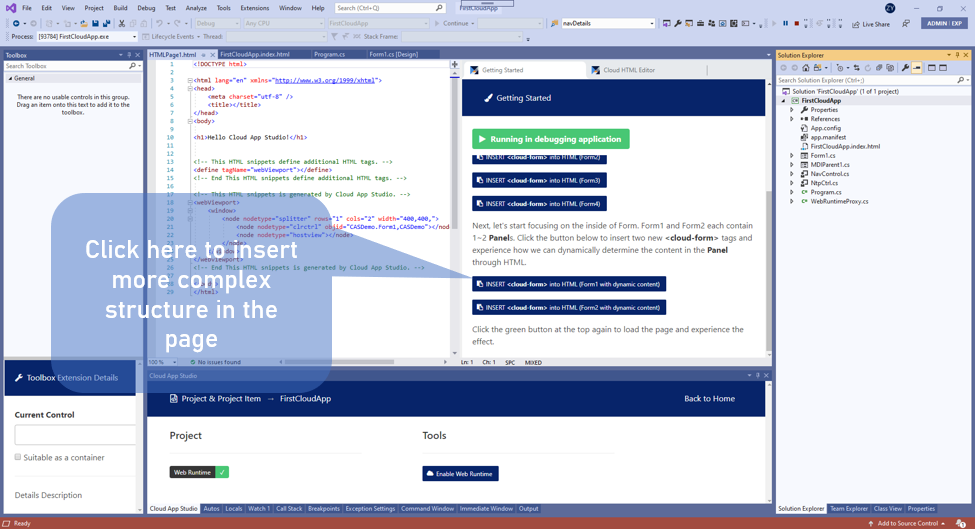 File Edit View Project Build Debug Test Analyze Tools Extensions Window Help Search (Ctrl+Q) FirstCloudApp ZV
Debug Any CPU FirstCloudApp Continue navDetails Live Share ADMIN | EXP
Process: [93784] FirstCloudApp.exe Lifecycle Events Thread: Stack Frame:
Toolbox
Search Toolbox
General
There are no usable controls in this group.
Drag an item onto this text to add it to the
toolbox.
Toolbox Extension Details
Current Control
Suitable as a container
Details Description
HTMLPage1.html FirstCloudApp.index.html Program.cs Form1.cs [Design]
1 <!DOCTYPE html>
2
3 <html lang="en" xmlns="http://www.w3.org/1999/xhtml">
4 <head>
5 <meta charset="utf-8" />
6 <title></title>
7 </head>
8 <body>
9
10 <h1>Hello Cloud App Studio!</h1>
11
12
13 <!-- This HTML snippets define additional HTML tags. -->
14 <define tagName="webViewport"></define>
15 <!-- End This HTML snippets define additional HTML tags. -->
16
17 <!-- This HTML snippets is generated by Cloud App Studio. -->
18 <webViewport>
19 <window>
20 <node nodetype="splitter" rows="1" cols="2" width="400,400,">
21 <node nodetype="clrctrl" objid="CASDemo.Form1,CASDemo"></nod
22 <node nodetype="hostview"></node>
</node>
<!-- End This HTML snippets is generated by Cloud App Studio. -->
</html>
Click here to insert
more complex
structure in the
page
100 % No issues found Ln: 1 Ch: 1 SPC MIXED
Getting Started Cloud HTML Editor
Getting Started
Running in debugging application
INSERT <cloud-form> into HTML (Form2)
INSERT <cloud-form> into HTML (Form3)
INSERT <cloud-form> into HTML (Form4)
Next, let's start focusing on the inside of Form. Form1 and Form2 each contain
1~2 Panels. Click the button below to insert two new <cloud-form> tags and
experience how we can dynamically determine the content in the Panel
through HTML.
INSERT <cloud-form> into HTML (Form1 with dynamic content)
INSERT <cloud-form> into HTML (Form2 with dynamic content)
Click the green button at the top again to load the page and experience the
effect.
Cloud App Studio
Project & Project Item → FirstCloudApp Back to Home
Project Tools
Web Runtime Enable Web Runtime
Cloud App Studio Autos Locals Watch 1 Call Stack Breakpoints Exception Settings Command Window Immediate Window Output
Solution Explorer
Search Solution Explorer (Ctrl+;)
Solution 'FirstCloudApp' (1 of 1 project)
FirstCloudApp
Properties
References
App.config
app.manifest
FirstCloudApp.index.html
Form1.cs
MDIParent1.cs
NavControl.cs
NtpCtrl.cs
Program.cs
WebRuntimeProxy.cs
Solution Explorer Team Explorer Class View Properties
Ready Add to Source Control